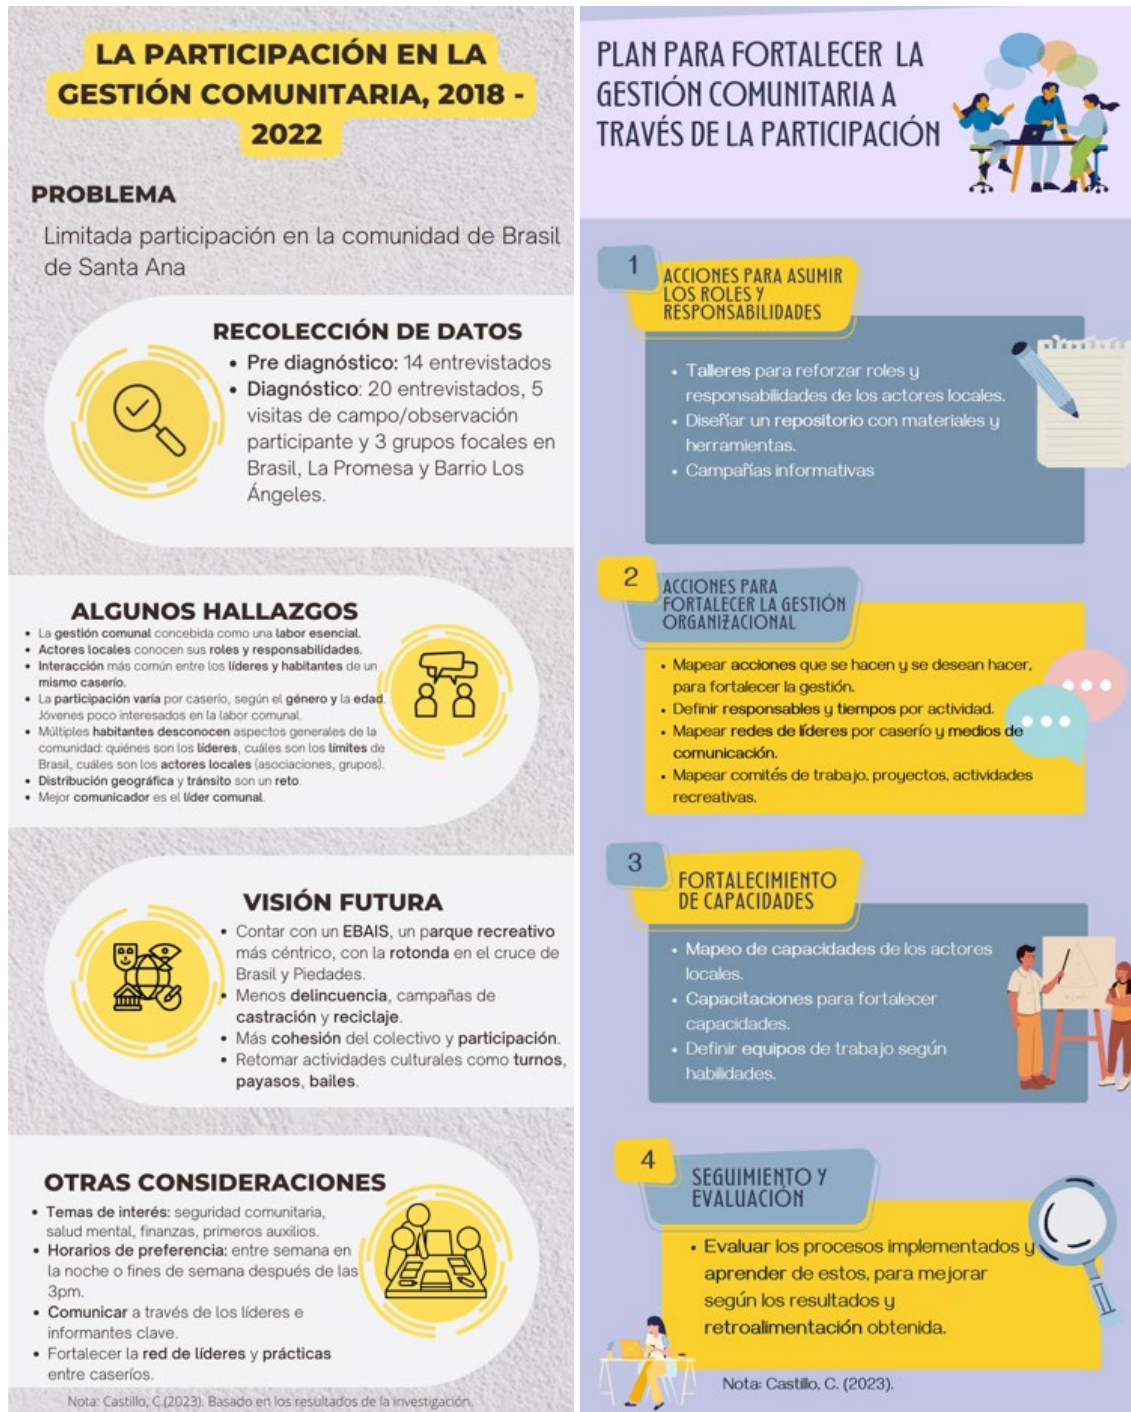 LA PARTICIPACIÓN EN LA
GESTIÓN COMUNITARIA, 2018 -
2022
PROBLEMA
Limitada participación en la comunidad de Brasil
de Santa Ana
RECOLECCIÓN DE DATOS
• Pre diagnóstico: 14 entrevistados
• Diagnóstico: 20 entrevistados, 5
visitas de campo/observación
participante y 3 grupos focales en
Brasil, La Promesa y Barrio Los
Ángeles.
ALGUNOS HALLAZGOS
• La gestión comunal concebida como una labor esencial.
• Actores locales conocen sus roles y responsabilidades.
• Interacción más común entre los líderes y habitantes de un
mismo caserío.
• La participación varía por caserío, según el género y la edad.
Jóvenes poco interesados en la labor comunal.
• Múltiples habitantes desconocen aspectos generales de la
comunidad: quiénes son los líderes, cuáles son los límites de
Brasil, cuáles son los actores locales (asociaciones, grupos).
• Distribución geográfica y tránsito son un reto.
• Mejor comunicador es el líder comunal.
VISIÓN FUTURA
• Contar con un EBAIS, un parque recreativo
más céntrico, con la rotonda en el cruce de
Brasil y Piedades.
• Menos delincuencia, campañas de
castración y reciclaje.
• Más cohesión del colectivo y participación.
• Retomar actividades culturales como turnos,
payasos, bailes.
OTRAS CONSIDERACIONES
• Temas de interés: seguridad comunitaria,
salud mental, finanzas, primeros auxilios.
• Horarios de preferencia: entre semana en
la noche o fines de semana después de las
3pm.
• Comunicar a través de los líderes e
informantes clave.
• Fortalecer la red de líderes y prácticas
entre caseríos.
Nota: Castillo, C.(2023). Basado en los resultados de la investigación.
PLAN PARA FORTALECER LA
GESTIÓN COMUNITARIA A
TRAVÉS DE LA PARTICIPACIÓN
1
ACCIONES PARA ASUMIR
LOS ROLES Y
RESPONSABILIDADES
• Talleres para reforzar roles y
responsabilidades de los actores locales.
• Diseñar un repositorio con materiales y
herramientas.
• Campañas informativas
2
ACCIONES PARA
FORTALECER LA GESTIÓN
ORGANIZACIONAL
• Mapear acciones que se hacen y se desean hacer,
para fortalecer la gestión.
• Definir responsables y tiempos por actividad.
• Mapear redes de líderes por caserío y medios de
comunicación.
• Mapear comités de trabajo, proyectos, actividades
recreativas.
3
FORTALECIMIENTO
DE CAPACIDADES
• Mapeo de capacidades de los actores
locales.
• Capacitaciones para fortalecer
capacidades.
• Definir equipos de trabajo según
habilidades.
4
SEGUIMIENTO Y
EVALUACIÓN
• Evaluar los procesos implementados y
aprender de estos, para mejorar
según los resultados y
retroalimentación obtenida.
Nota: Castillo, C. (2023).